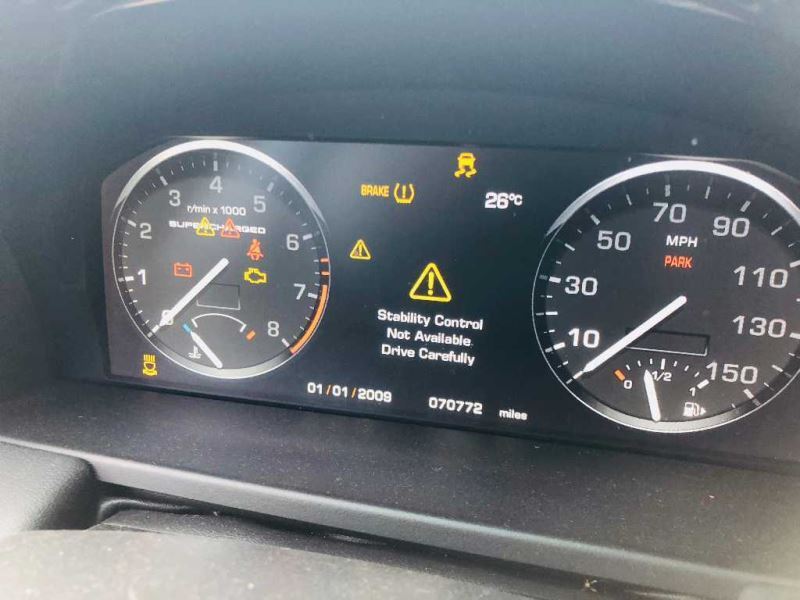 0
1
2
3
4
5
6
7
8
r/min x 1000
SUPERCHARGED
BRAKE
26°C
Stability Control
Not Available.
Drive Carefully
01/01/2009
070772 miles
10
30
50
70
90
110
130
150
MPH
PARK
0
1/2
1